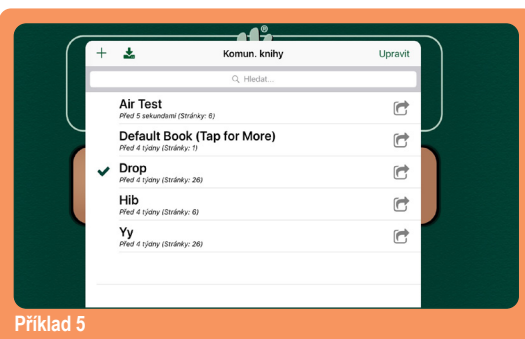 Komun. knihy
Upravit
Hledat...
Air Test
Před 5 sekundami (Stránky: 6)
Default Book (Tap for More)
Před 4 týdny (Stránky: 1)
Drop
Před 4 týdny (Stránky: 26)
Hib
Před 4 týdny (Stránky: 6)
Yy
Před 4 týdny (Stránky: 26)
Příklad 5